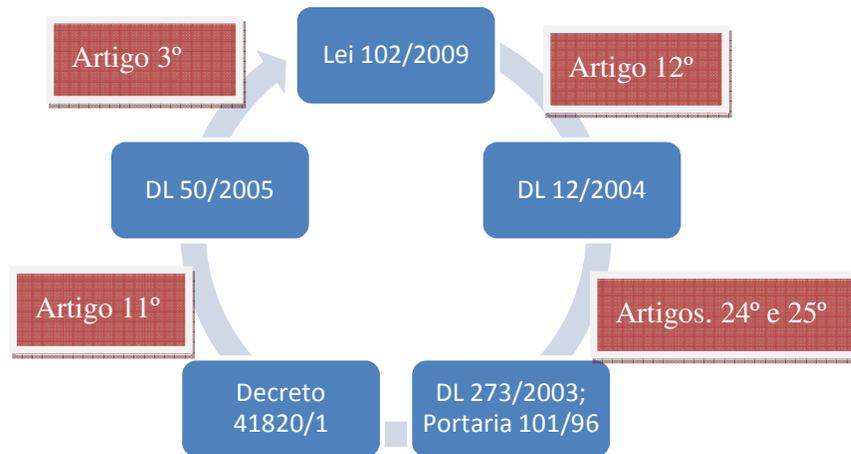 Artigo 3º
Lei 102/2009
Artigo 12º
DL 50/2005
DL 12/2004
Artigo 11º
Artigos. 24º e 25º
Decreto
41820/1
DL 273/2003;
Portaria 101/96